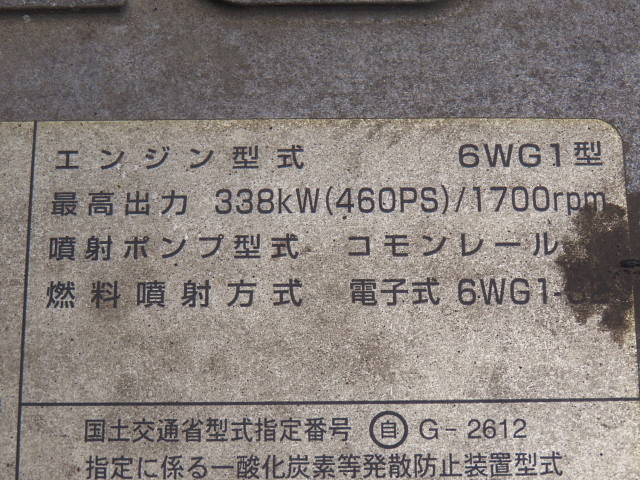 エンジン型式 6WG1型
最高出力 338kW(460PS)/1700rpm
噴射ポンプ型式 コモンレール
燃料噴射方式 電子式 6WG1-
国土交通省型式指定番号 自 G-2612
指定に係る一酸化炭素等発散防止装置型式